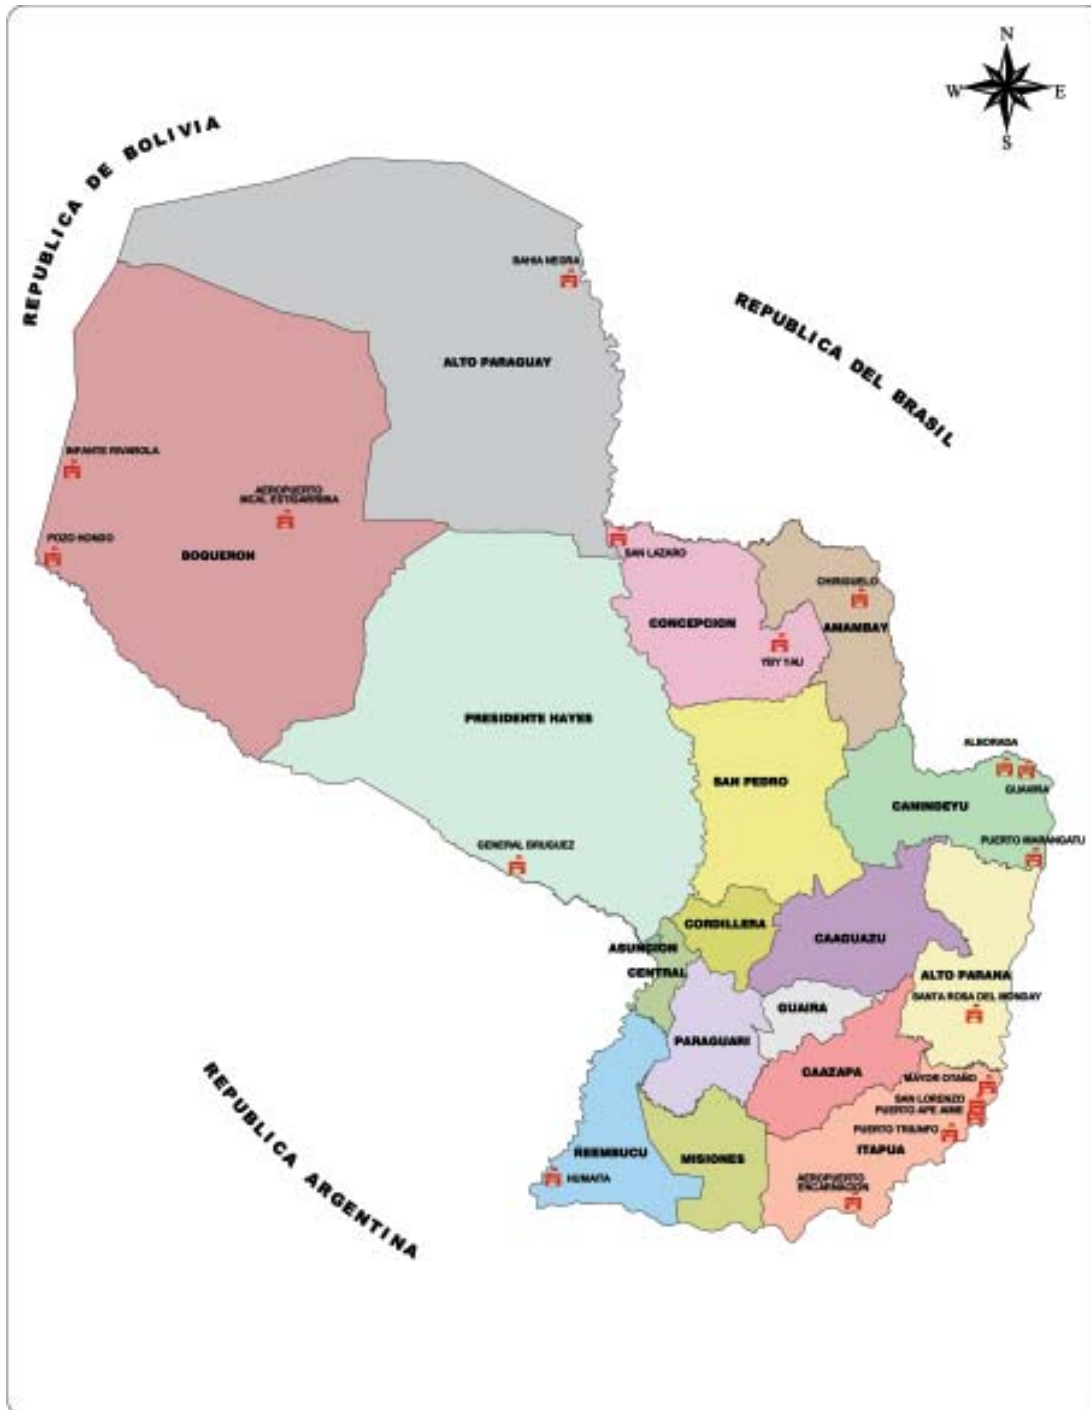 N
W E
S
REPUBLICA DE BOLIVIA
BAHIA NEGRA
REPUBLICA DEL BRASIL
ALTO PARAGUAY
INFANTE RIVAROLA
AEROPUERTO
MCAL ESTIGARRIBIA
POZO HONDO
BOQUERON
SAN LAZARO
CHIRIGUELO
CONCEPCION
AMAMBAY
YBY YAU
PRESIDENTE HAYES
ALBORADA
SAN PEDRO
GUAYRA
CANINDEYU
GENERAL BRUGUEZ
PUERTO MARANGATU
CORDILLERA
ASUNCION
CAAGUAZU
CENTRAL
ALTO PARANA
SANTA ROSA DEL MONDAY
GUAIRA
PARAGUARI
CAAZAPA
MAYOR OTAÑO
SAN LORENZO
PUERTO APE AIME
PUERTO TRIUNFO
ITAPUA
ÑEEMBUCU
MISIONES
HUMAITA
AEROPUERTO
ENCARNACION
REPUBLICA ARGENTINA